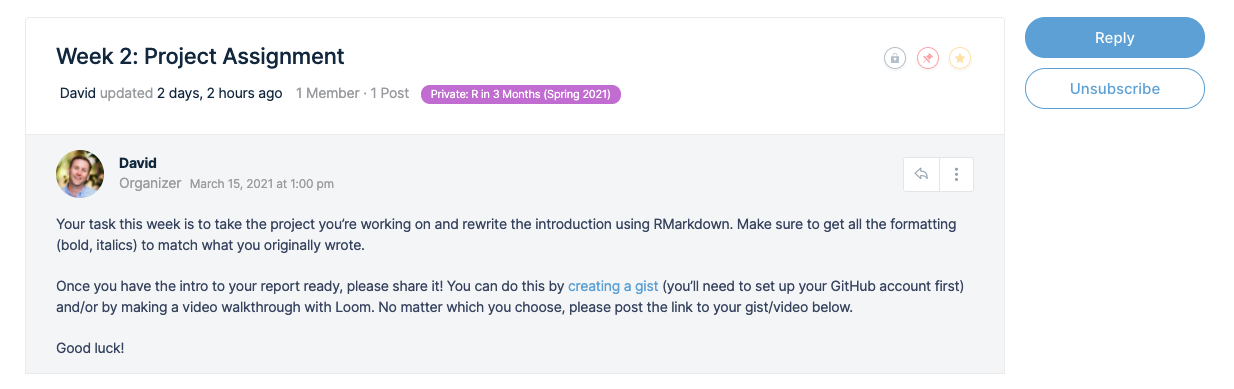 Week 2: Project Assignment
Reply
David updated 2 days, 2 hours ago 1 Member · 1 Post Private: R in 3 Months (Spring 2021)
Unsubscribe
David
Organizer March 15, 2021 at 1:00 pm
Your task this week is to take the project you’re working on and rewrite the introduction using RMarkdown. Make sure to get all the formatting
(bold, italics) to match what you originally wrote.
Once you have the intro to your report ready, please share it! You can do this by creating a gist (you’ll need to set up your GitHub account first)
and/or by making a video walkthrough with Loom. No matter which you choose, please post the link to your gist/video below.
Good luck!